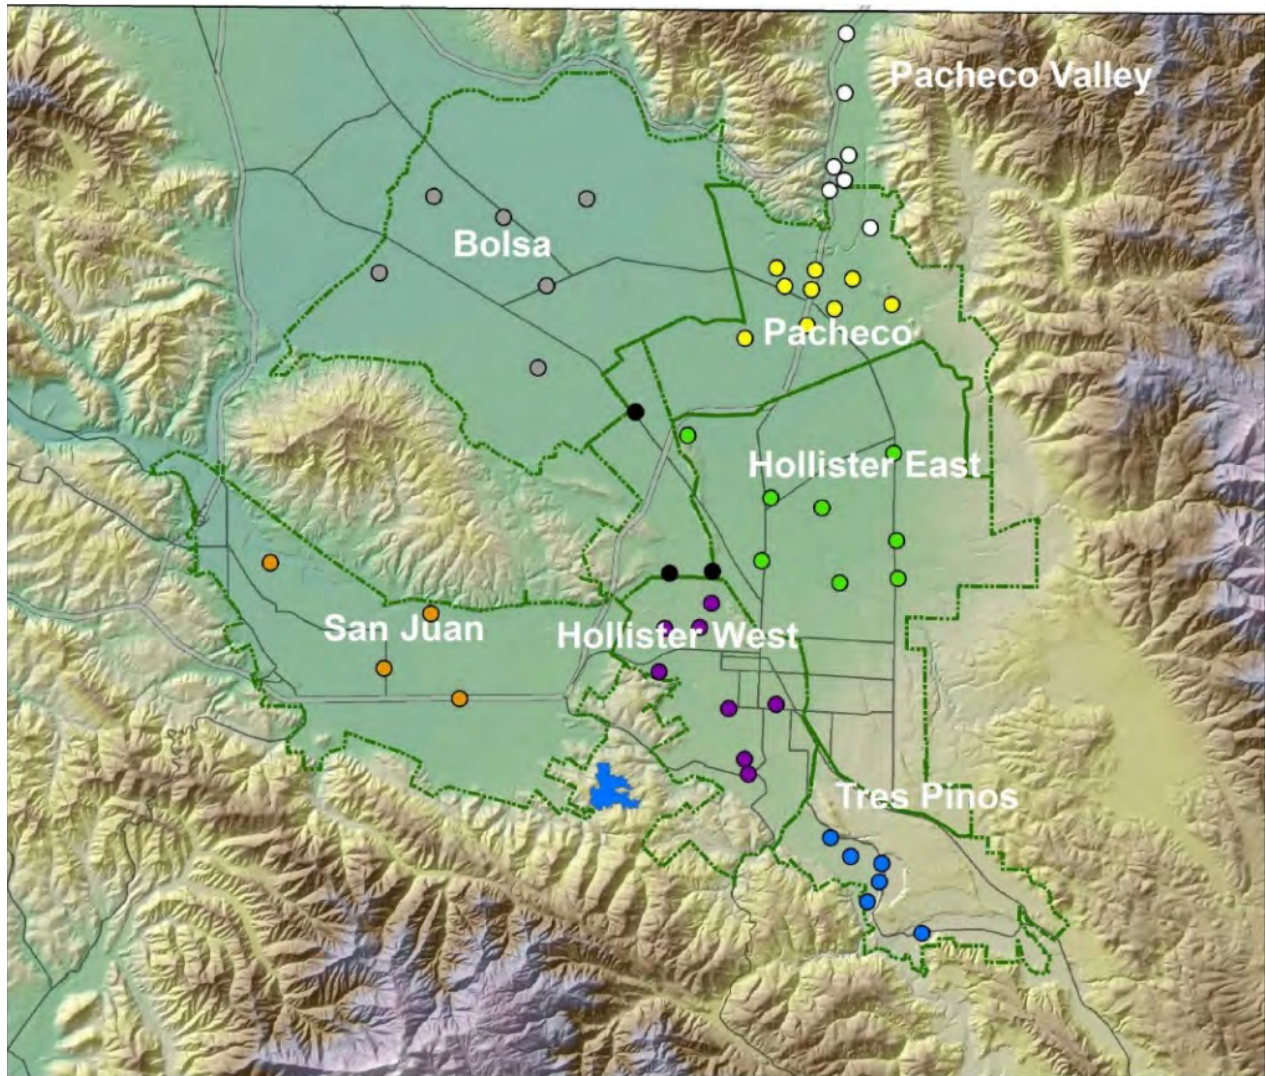 Pacheco Valley
Bolsa
Pacheco
Hollister East
San Juan
Hollister West
Tres Pinos